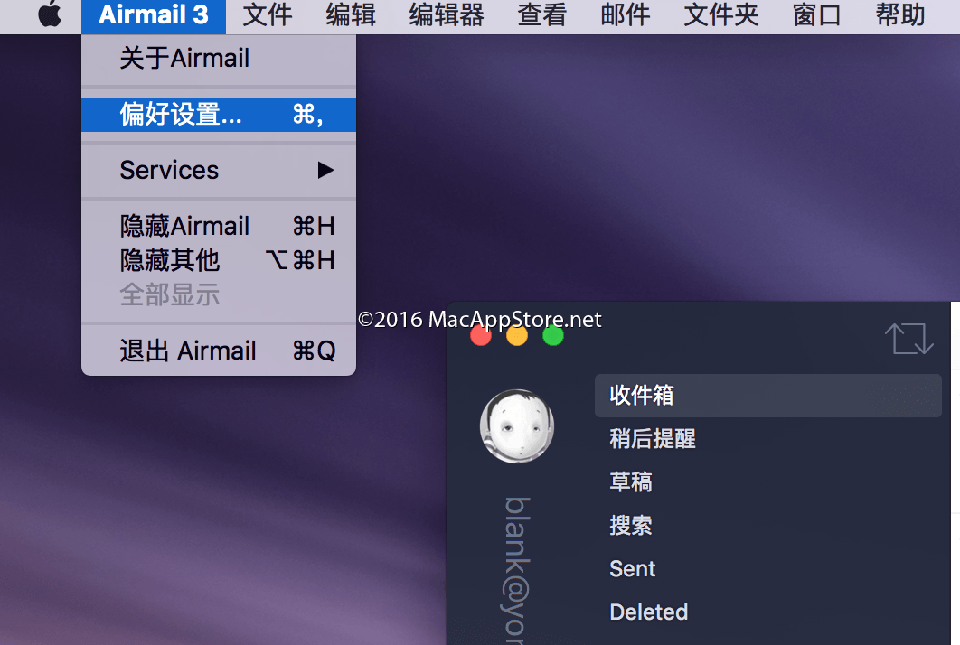 Airmail 3 文件 编辑 编辑器 查看 邮件 文件夹 窗口 帮助
关于Airmail
偏好设置... ⌘,
Services ▶
隐藏Airmail ⌘H
隐藏其他 ⌥⌘H
全部显示
退出 Airmail ⌘Q
©2016 MacAppStore.net
收件箱
稍后提醒
草稿
搜索
Sent
Deleted